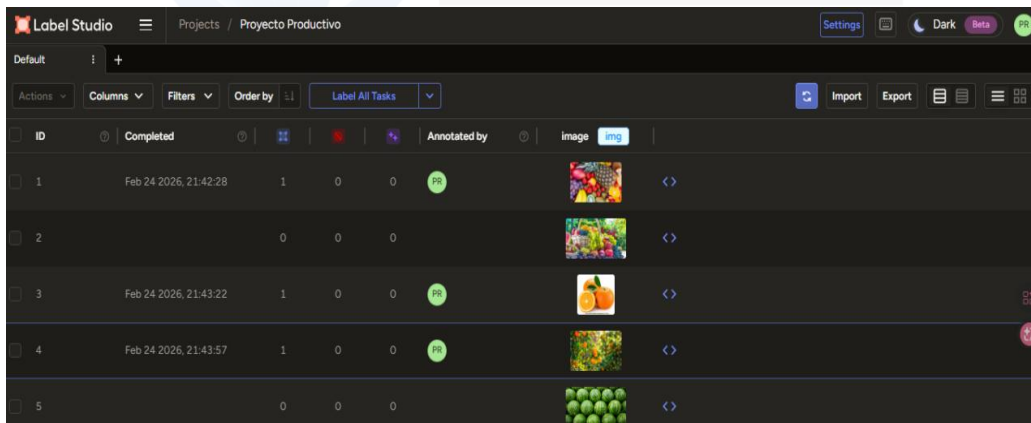 Label Studio Projects / Proyecto Productivo Settings Dark Beta PR
Default +
Actions Columns Filters Order by Label All Tasks Import Export
ID Completed Annotated by image img
1 Feb 24 2026, 21:42:28 1 0 0 PR
2 0 0 0
3 Feb 24 2026, 21:43:22 1 0 0 PR
4 Feb 24 2026, 21:43:57 1 0 0 PR
5 0 0 0